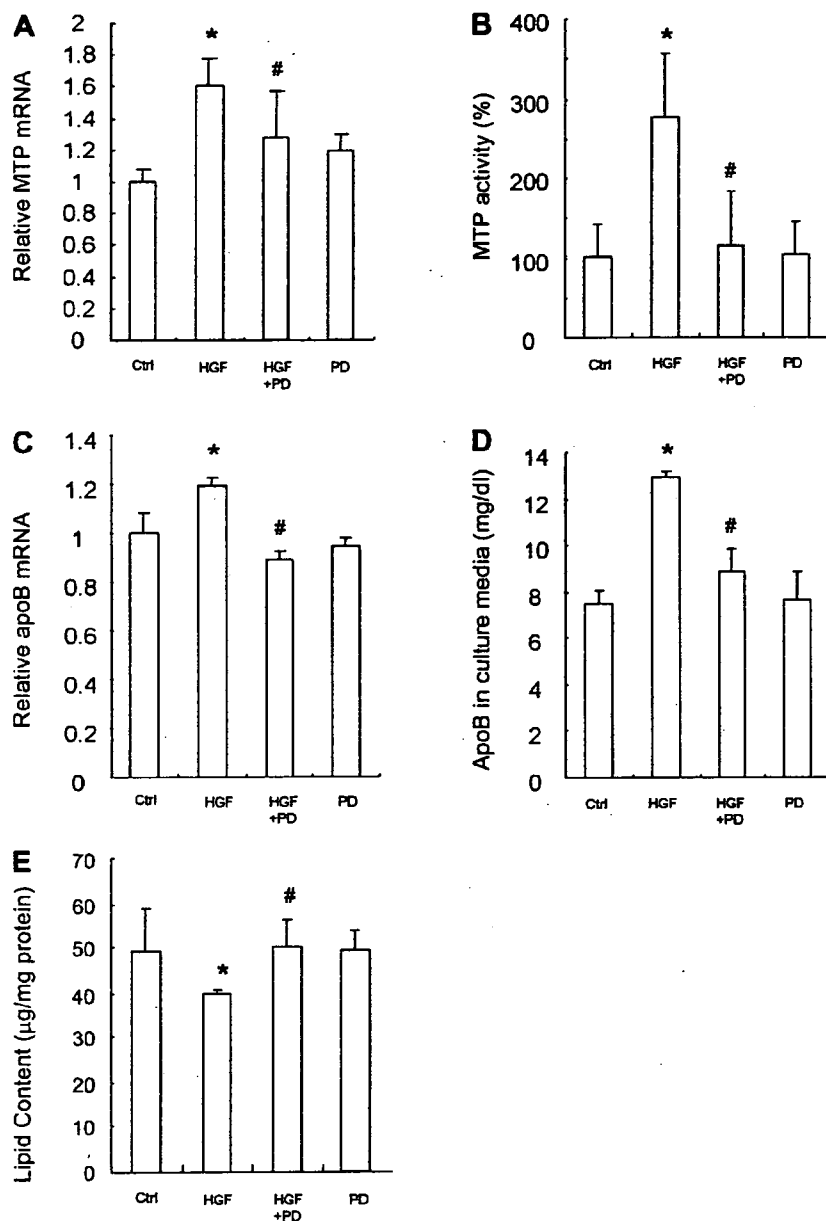 A
Relative MTP mRNA
2
1.8
1.6
1.4
1.2
1
0.8
0.6
0.4
0.2
0
*
#
Ctrl
HGF
HGF
+PD
PD
B
MTP activity (%)
400
300
200
100
0
*
#
Ctrl
HGF
HGF
+PD
PD
C
Relative apoB mRNA
1.4
1.2
1
0.8
0.6
0.4
0.2
0
*
#
Ctrl
HGF
HGF
+PD
PD
D
ApoB in culture media (mg/dl)
14
12
10
8
6
4
2
0
*
#
Ctrl
HGF
HGF
+PD
PD
E
Lipid Content (µg/mg protein)
70
60
50
40
30
20
10
0
*
#
Ctrl
HGF
HGF
+PD
PD